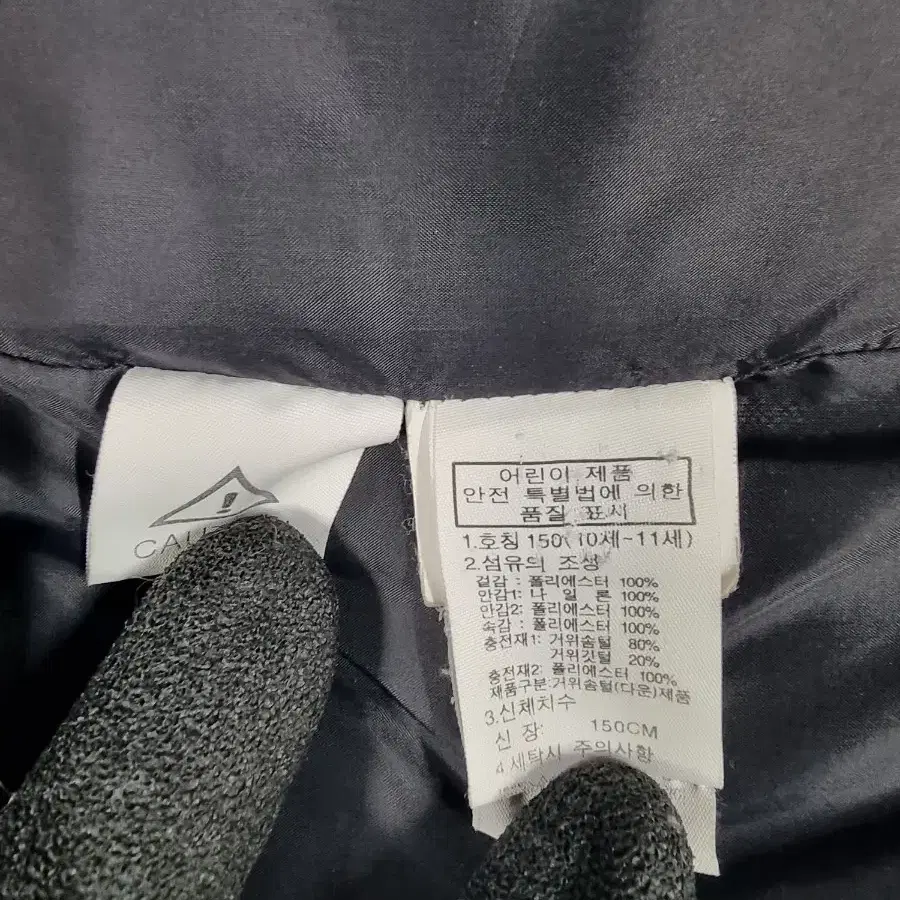 !
어린이 제품
안전 특별법에 의한
품질 표시
1.호칭 150(10세~11세)
2.섬유의 조성
겉감 : 폴리에스터 100%
안감1: 나 일 론 100%
안감2: 폴리에스터 100%
속감 : 폴리에스터 100%
충전재1: 거위솜털 80%
거위깃털 20%
충전재2: 폴리에스터 100%
제품구분:거위솜털(다운)제품
3.신체치수
신 장: 150CM
4.세탁시 주의사항